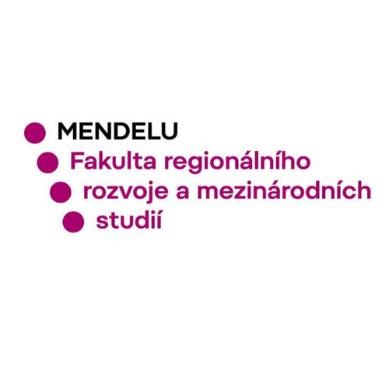 MENDELU
Fakulta regionálního
rozvoje a mezinárodních
studií